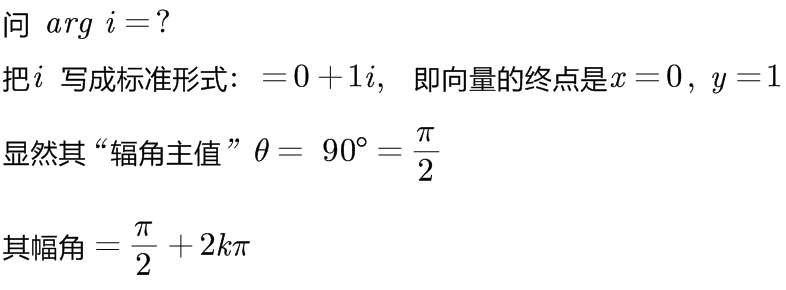 问 arg i = ?
把i 写成标准形式： = 0 + 1i, 即向量的终点是x = 0, y = 1
显然其“辐角主值”θ = 90° = π/2
其幅角 = π/2 + 2kπ